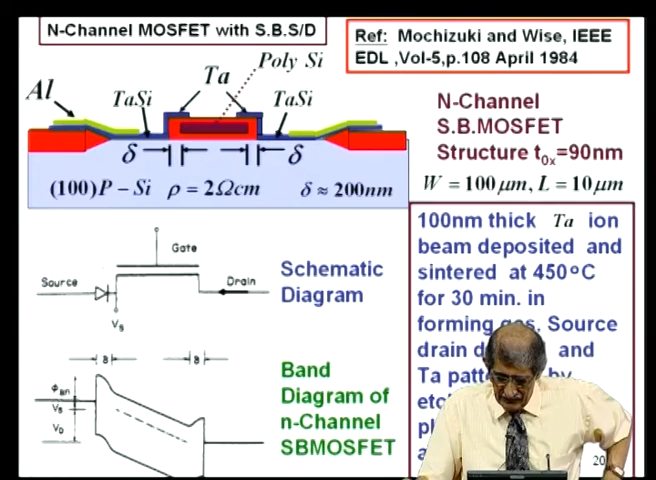 N-Channel MOSFET with S.B.S/D
Ref: Mochizuki and Wise, IEEE
EDL ,Vol-5,p.108 April 1984
Poly Si
Ta
Al
TaSi
TaSi
δ
δ
(100)P − Si ρ = 2Ωcm δ ≈ 200nm
N-Channel
S.B.MOSFET
Structure t0x=90nm
W = 100μm, L = 10μm
100nm thick Ta ion
beam deposited and
sintered at 450°C
for 30 min. in
forming gas. Source
drain and
Ta by
Gate
Source
Drain
Vs
Schematic
Diagram
Band
Diagram of
n-Channel
SBMOSFET
a
a
Φan
Vs
VD
20